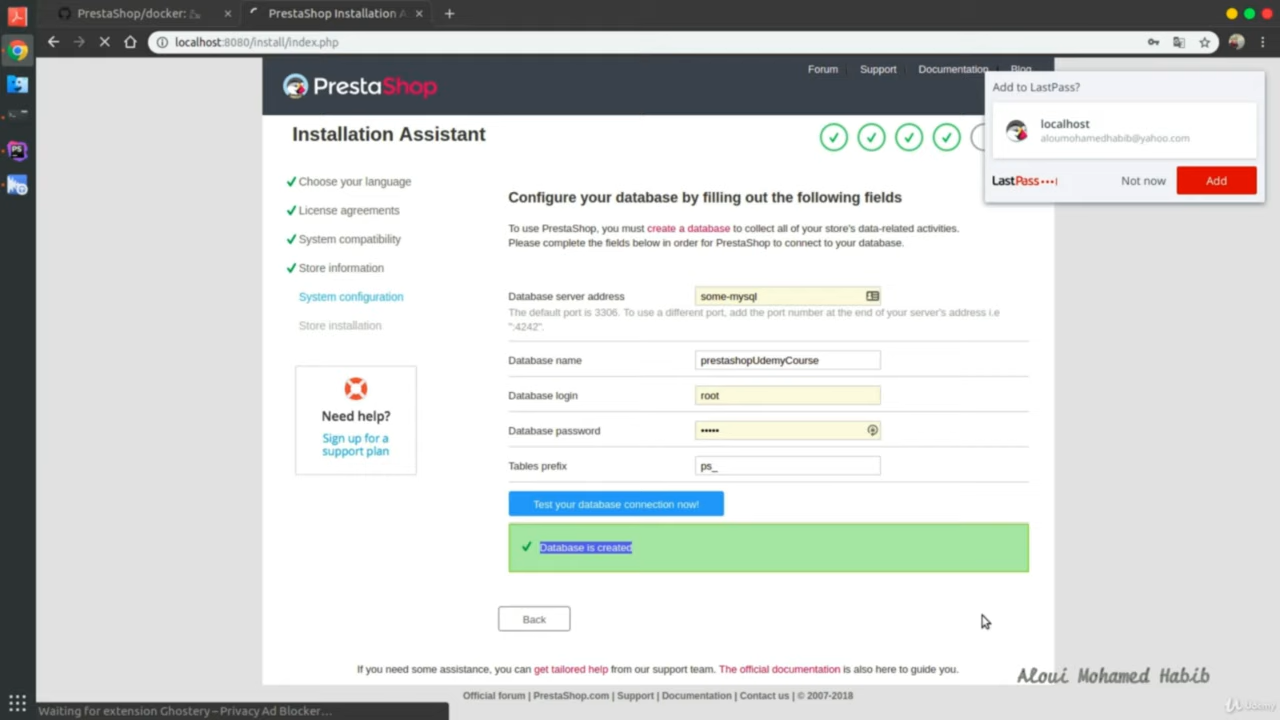 PrestaShop/docker:
PrestaShop Installation A
localhost:8080/install/index.php
PrestaShop
Forum
Support
Documentation
Blog
Add to LastPass?
localhost
aloumohamedhabib@yahoo.com
LastPass
Not now
Add
Installation Assistant
Choose your language
License agreements
System compatibility
Store information
System configuration
Store installation
Need help?
Sign up for a
support plan
Configure your database by filling out the following fields
To use PrestaShop, you must create a database to collect all of your store's data-related activities.
Please complete the fields below in order for PrestaShop to connect to your database.
Database server address
some-mysql
The default port is 3306. To use a different port, add the port number at the end of your server's address i.e
":4242".
Database name
prestashopUdemyCourse
Database login
root
Database password
•••••
Tables prefix
ps_
Test your database connection now!
Database is created
Back
If you need some assistance, you can get tailored help from our support team. The official documentation is also here to guide you.
Aloui Mohamed Habib
Official forum | PrestaShop.com | Support | Documentation | Contact us | © 2007-2018
Waiting for extension Ghostery – Privacy Ad Blocker…
Udemy